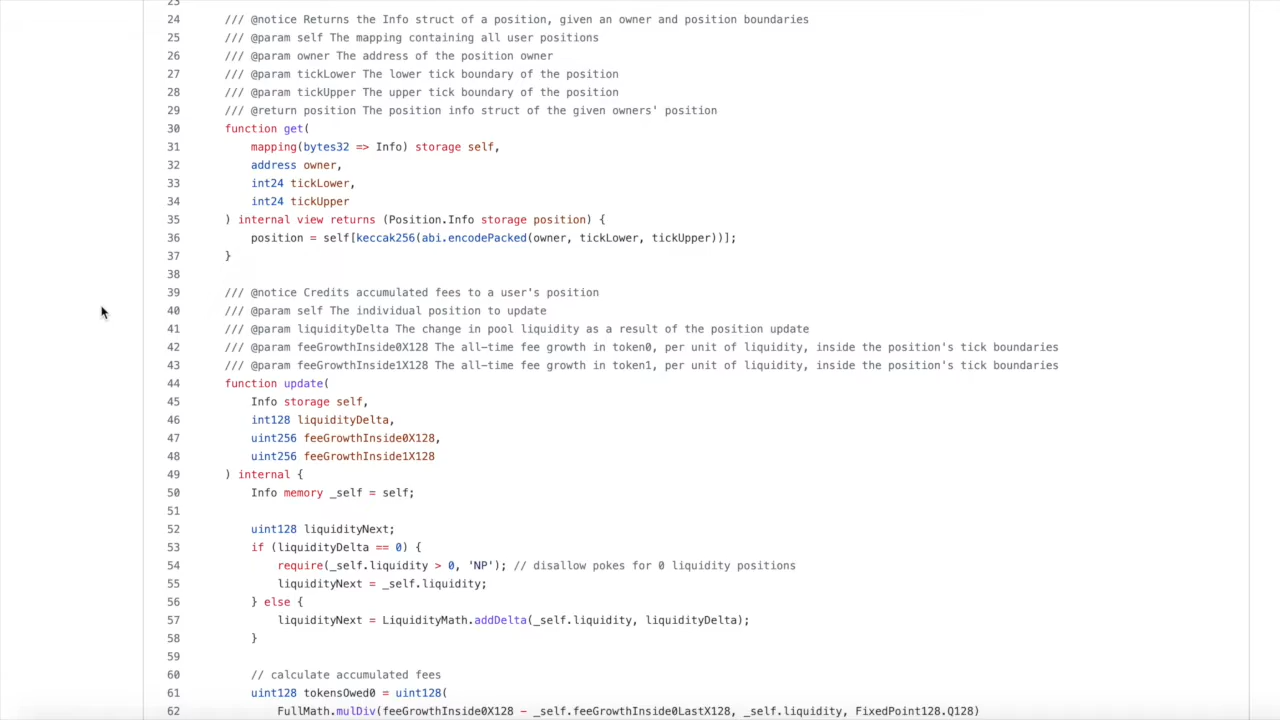 23
24 /// @notice Returns the Info struct of a position, given an owner and position boundaries
25 /// @param self The mapping containing all user positions
26 /// @param owner The address of the position owner
27 /// @param tickLower The lower tick boundary of the position
28 /// @param tickUpper The upper tick boundary of the position
29 /// @return position The position info struct of the given owners' position
30 function get(
31 mapping(bytes32 => Info) storage self,
32 address owner,
33 int24 tickLower,
34 int24 tickUpper
35 ) internal view returns (Position.Info storage position) {
36 position = self[keccak256(abi.encodePacked(owner, tickLower, tickUpper))];
37 }
38
39 /// @notice Credits accumulated fees to a user's position
40 /// @param self The individual position to update
41 /// @param liquidityDelta The change in pool liquidity as a result of the position update
42 /// @param feeGrowthInside0X128 The all-time fee growth in token0, per unit of liquidity, inside the position's tick boundaries
43 /// @param feeGrowthInside1X128 The all-time fee growth in token1, per unit of liquidity, inside the position's tick boundaries
44 function update(
45 Info storage self,
46 int128 liquidityDelta,
47 uint256 feeGrowthInside0X128,
48 uint256 feeGrowthInside1X128
49 ) internal {
50 Info memory _self = self;
51
52 uint128 liquidityNext;
53 if (liquidityDelta == 0) {
54 require(_self.liquidity > 0, 'NP'); // disallow pokes for 0 liquidity positions
55 liquidityNext = _self.liquidity;
56 } else {
57 liquidityNext = LiquidityMath.addDelta(_self.liquidity, liquidityDelta);
58 }
59
60 // calculate accumulated fees
61 uint128 tokensOwed0 = uint128(
62 FullMath.mulDiv(feeGrowthInside0X128 - _self.feeGrowthInside0LastX128, _self.liquidity, FixedPoint128.Q128)